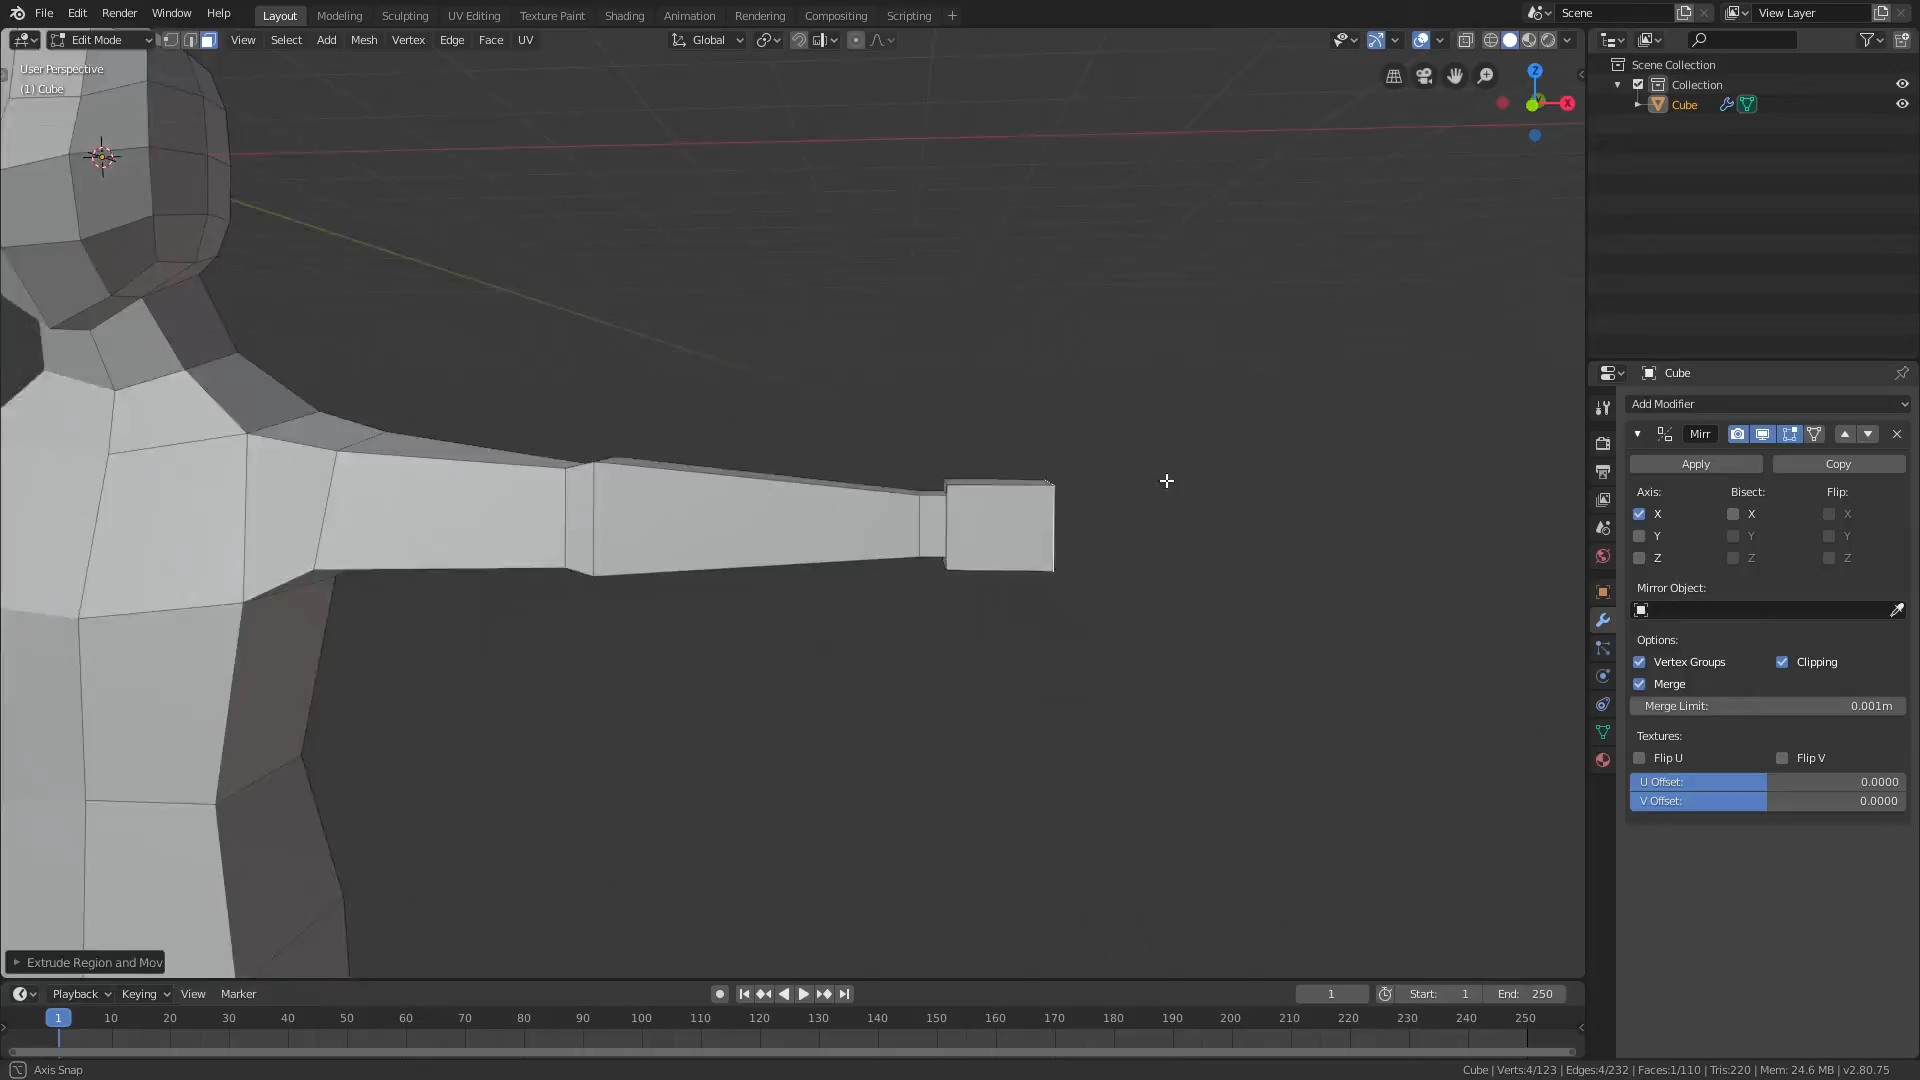 File Edit Render Window Help Layout Modeling Sculpting UV Editing Texture Paint Shading Animation Rendering Compositing Scripting + Scene View Layer
Edit Mode View Select Add Mesh Vertex Edge Face UV Global
User Perspective
(1) Cube
Z
X
Scene Collection
Collection
Cube
Cube
Add Modifier
Mirr
Apply Copy
Axis: Bisect: Flip:
X X X
Y Y Y
Z Z Z
Mirror Object:
Options:
Vertex Groups Clipping
Merge
Merge Limit: 0.001m
Textures:
Flip U Flip V
U Offset: 0.0000
V Offset: 0.0000
Extrude Region and Mov
Playback Keying View Marker 1 Start: 1 End: 250
1 10 20 30 40 50 60 70 80 90 100 110 120 130 140 150 160 170 180 190 200 210 220 230 240 250
Axis Snap Cube | Verts:4/123 | Edges:4/232 | Faces:1/110 | Tris:220 | Mem: 24.6 MB | v2.80.75